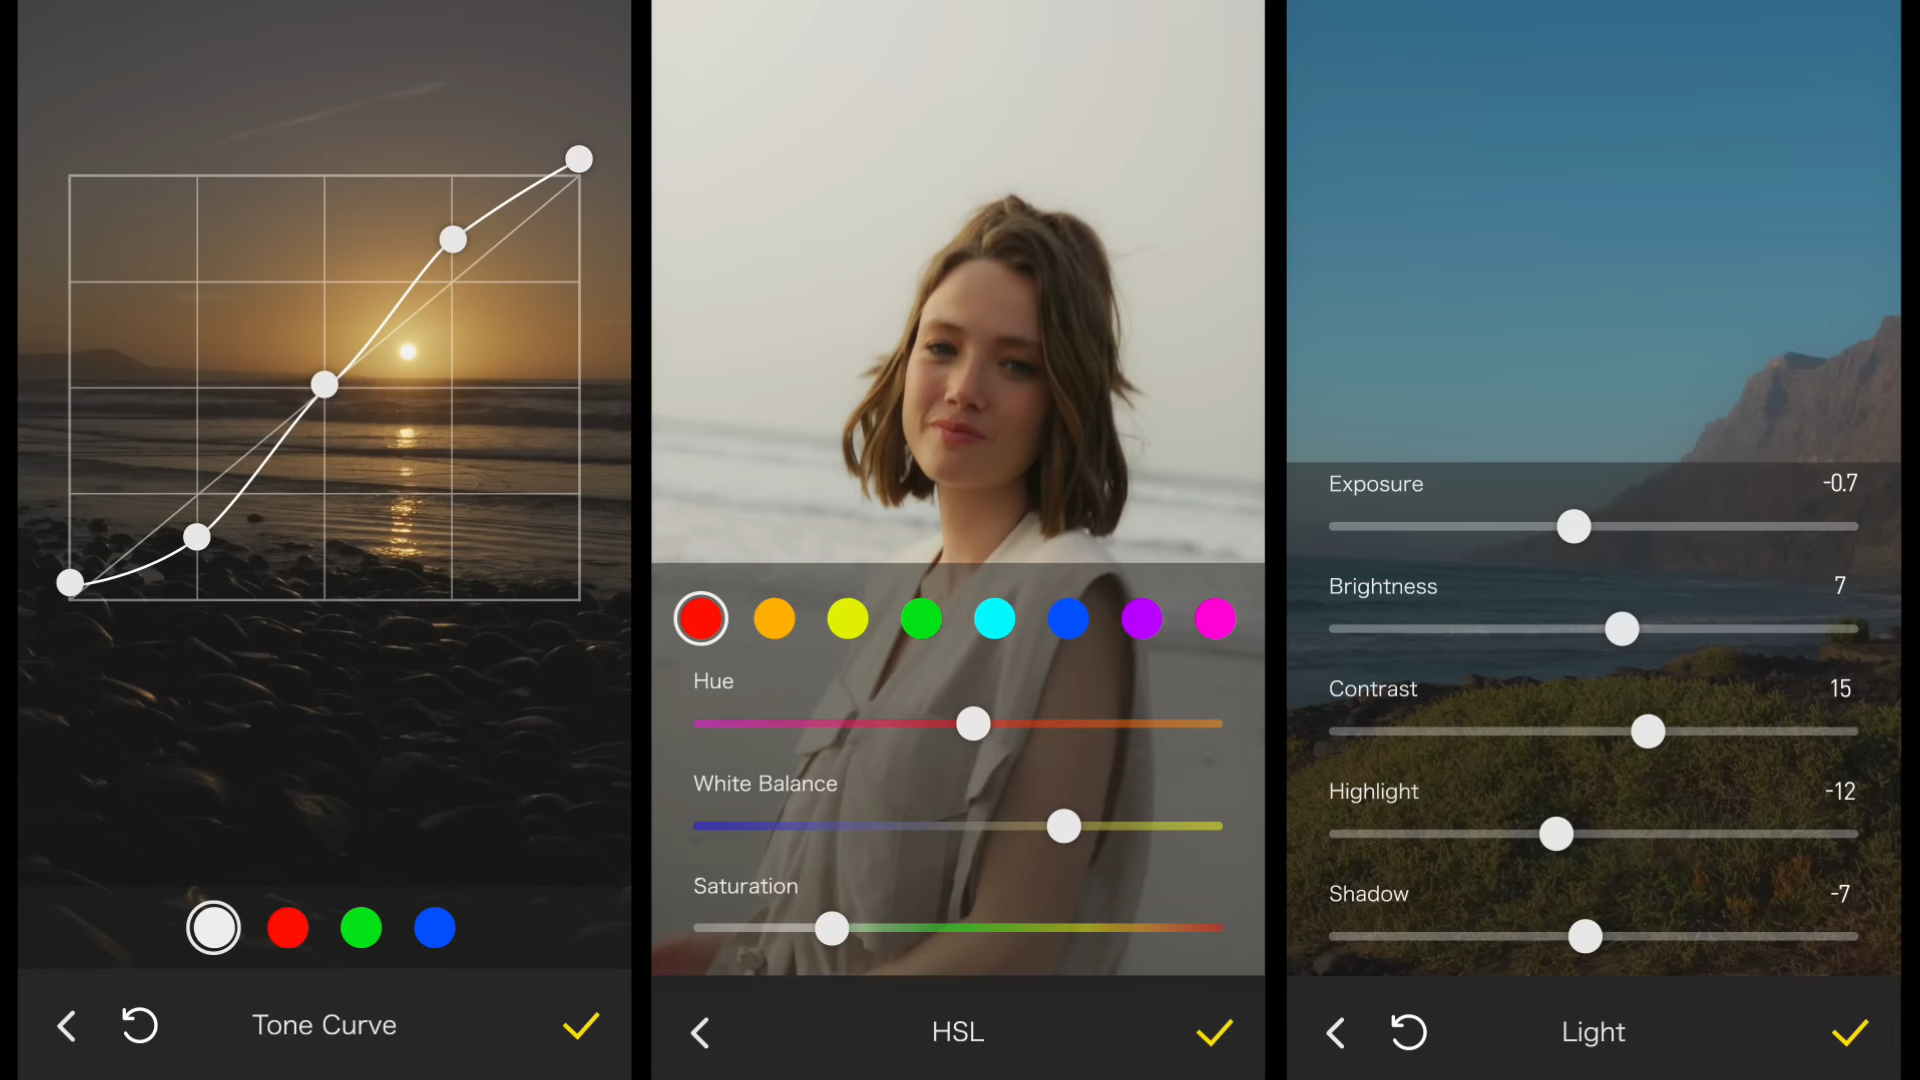 Tone Curve
Hue
White Balance
Saturation
HSL
Exposure -0.7
Brightness 7
Contrast 15
Highlight -12
Shadow -7
Light